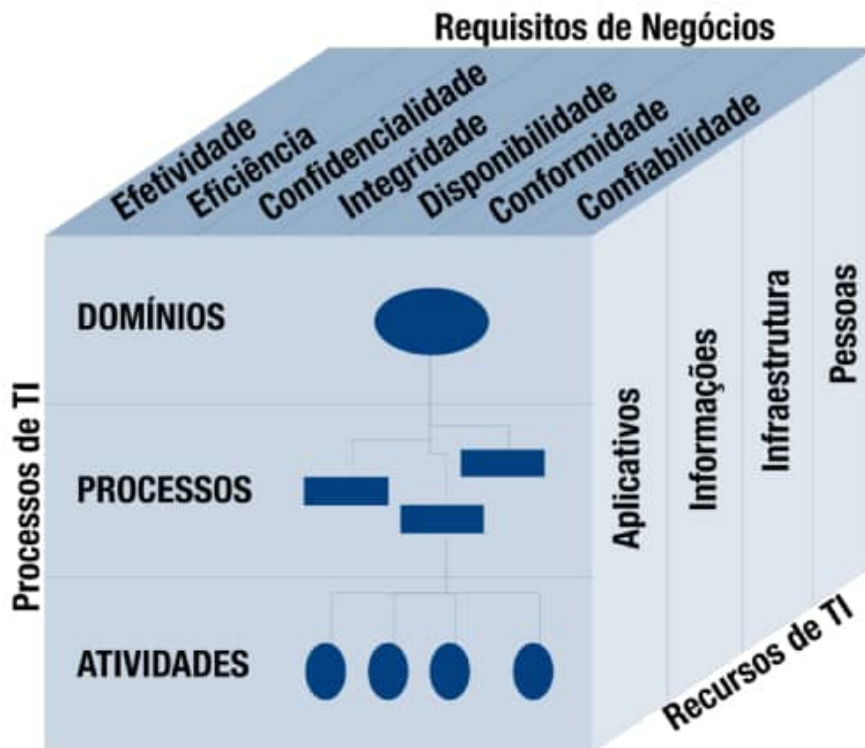 Requisitos de Negócios
Efetividade
Eficiência
Confidencialidade
Integridade
Disponibilidade
Conformidade
Confiabilidade
Processos de TI
DOMÍNIOS
PROCESSOS
ATIVIDADES
Aplicativos
Informações
Infraestrutura
Pessoas
Recursos de TI